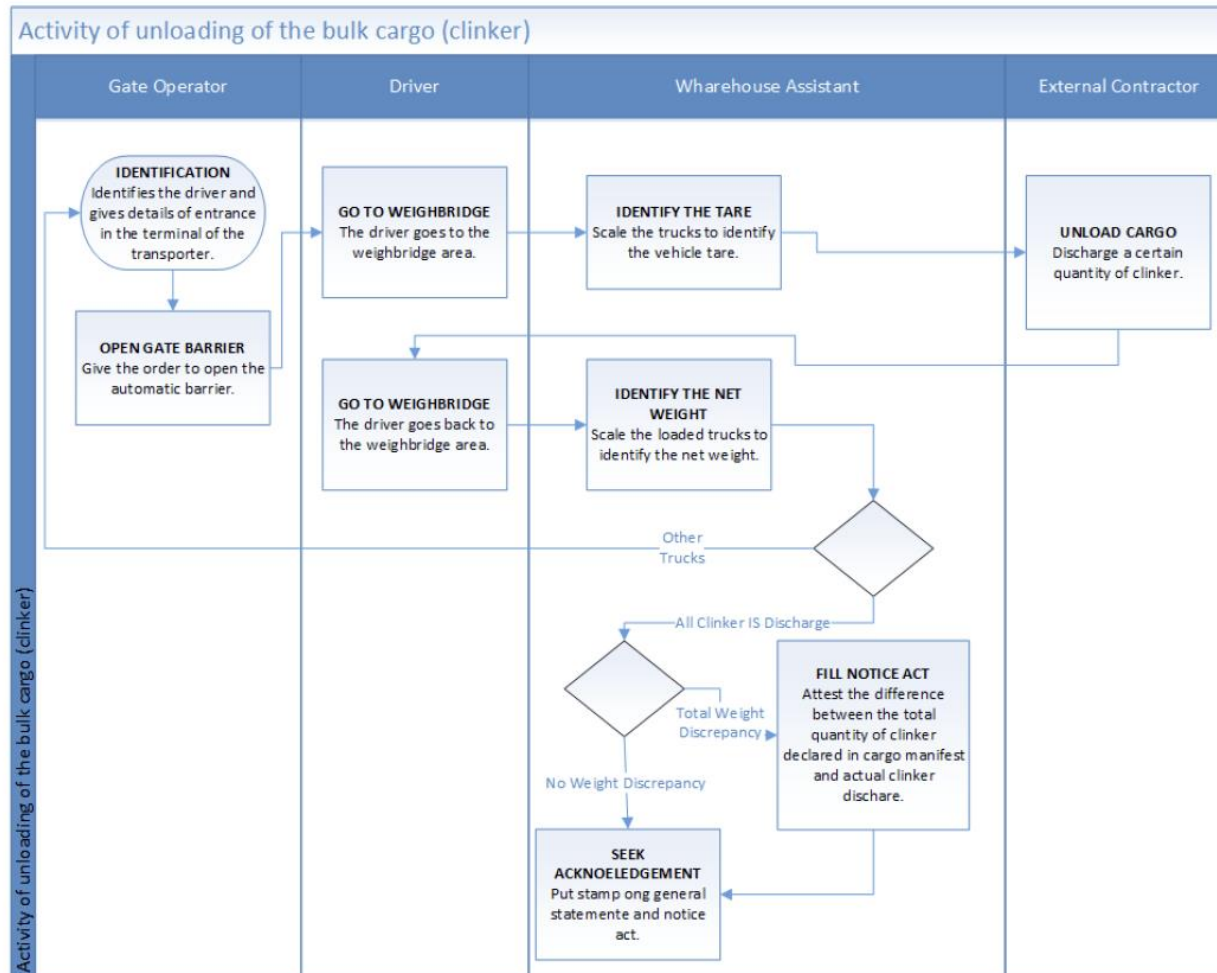 Activity of unloading of the bulk cargo (clinker)
Gate Operator
Driver
Wharehouse Assistant
External Contractor
Activity of unloading of the bulk cargo (clinker)
IDENTIFICATION
Identifies the driver and
gives details of entrance
in the terminal of the
transporter.
GO TO WEIGHBRIDGE
The driver goes to the
weighbridge area.
IDENTIFY THE TARE
Scale the trucks to identify
the vehicle tare.
UNLOAD CARGO
Discharge a certain
quantity of clinker.
OPEN GATE BARRIER
Give the order to open the
automatic barrier.
GO TO WEIGHBRIDGE
The driver goes back to
the weighbridge area.
IDENTIFY THE NET
WEIGHT
Scale the loaded trucks to
identify the net weight.
Other
Trucks
All Clinker IS Discharge
Total Weight
Discrepancy
FILL NOTICE ACT
Attest the difference
between the total
quantity of clinker
declared in cargo manifest
and actual clinker
dischare.
No Weight Discrepancy
SEEK
ACKNOELEDGEMENT
Put stamp ong general
statemente and notice
act.